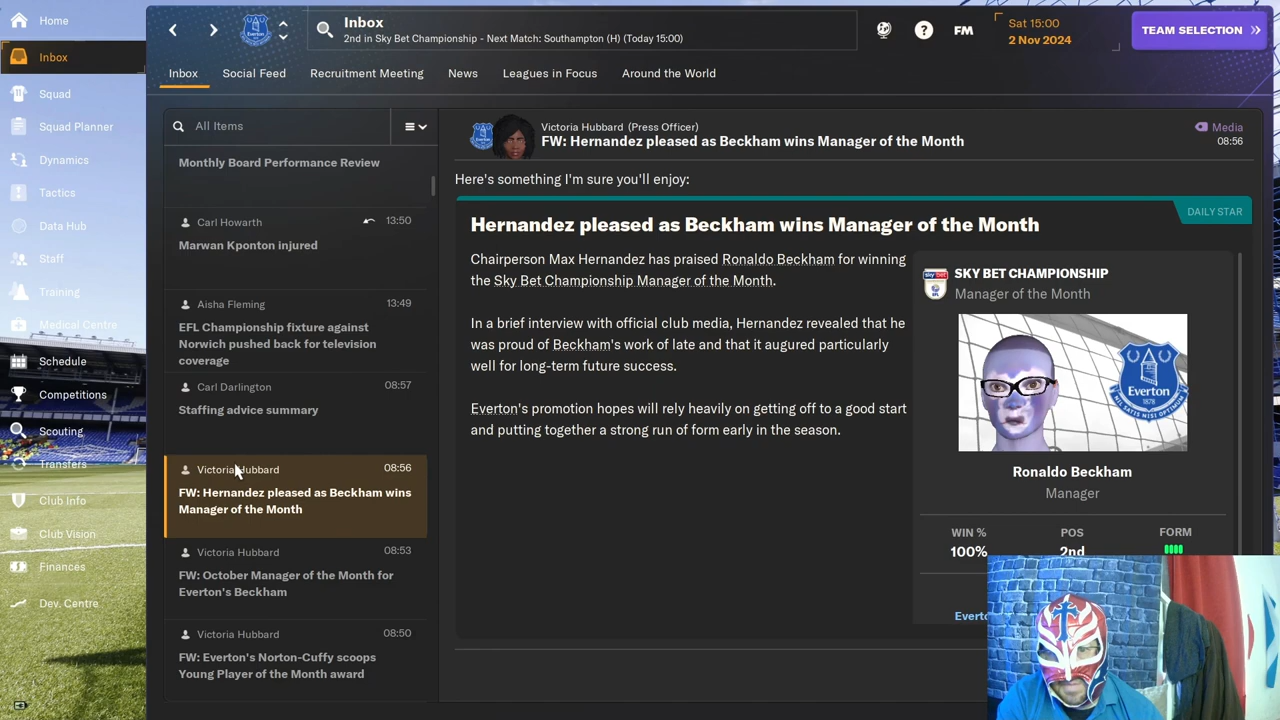 Home
Inbox
Squad
Squad Planner
Dynamics
Tactics
Data Hub
Staff
Training
Medical Centre
Schedule
Competitions
Scouting
Transfers
Club Info
Club Vision
Finances
Dev. Centre
Everton
Inbox
2nd in Sky Bet Championship - Next Match: Southampton (H) (Today 15:00)
?
FM
Sat 15:00
2 Nov 2024
TEAM SELECTION
Inbox
Social Feed
Recruitment Meeting
News
Leagues in Focus
Around the World
All Items
Monthly Board Performance Review
Carl Howarth 13:50
Marwan Kponton injured
Aisha Fleming 13:49
EFL Championship fixture against
Norwich pushed back for television
coverage
Carl Darlington 08:57
Staffing advice summary
Victoria Hubbard 08:56
FW: Hernandez pleased as Beckham wins
Manager of the Month
Victoria Hubbard 08:53
FW: October Manager of the Month for
Everton's Beckham
Victoria Hubbard 08:50
FW: Everton's Norton-Cuffy scoops
Young Player of the Month award
Victoria Hubbard (Press Officer)
FW: Hernandez pleased as Beckham wins Manager of the Month
Media
08:56
Here's something I'm sure you'll enjoy:
DAILY STAR
Hernandez pleased as Beckham wins Manager of the Month
Chairperson Max Hernandez has praised Ronaldo Beckham for winning
the Sky Bet Championship Manager of the Month.
In a brief interview with official club media, Hernandez revealed that he
was proud of Beckham's work of late and that it augured particularly
well for long-term future success.
Everton's promotion hopes will rely heavily on getting off to a good start
and putting together a strong run of form early in the season.
sky bet
EFL
SKY BET CHAMPIONSHIP
Manager of the Month
Everton
1878
NIL SATIS NISI OPTIMUM
Ronaldo Beckham
Manager
WIN %
POS
FORM
100%
2nd